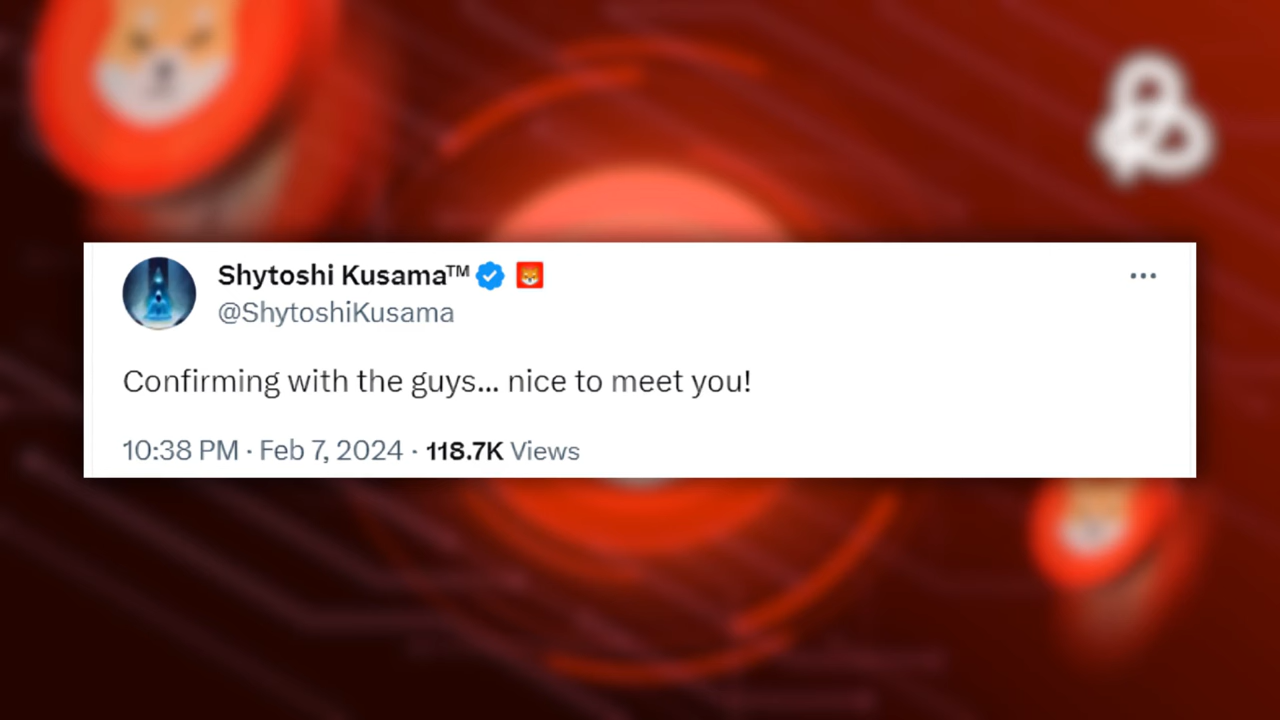 Shytoshi Kusama™
@ShytoshiKusama
Confirming with the guys... nice to meet you!
10:38 PM · Feb 7, 2024 · 118.7K Views